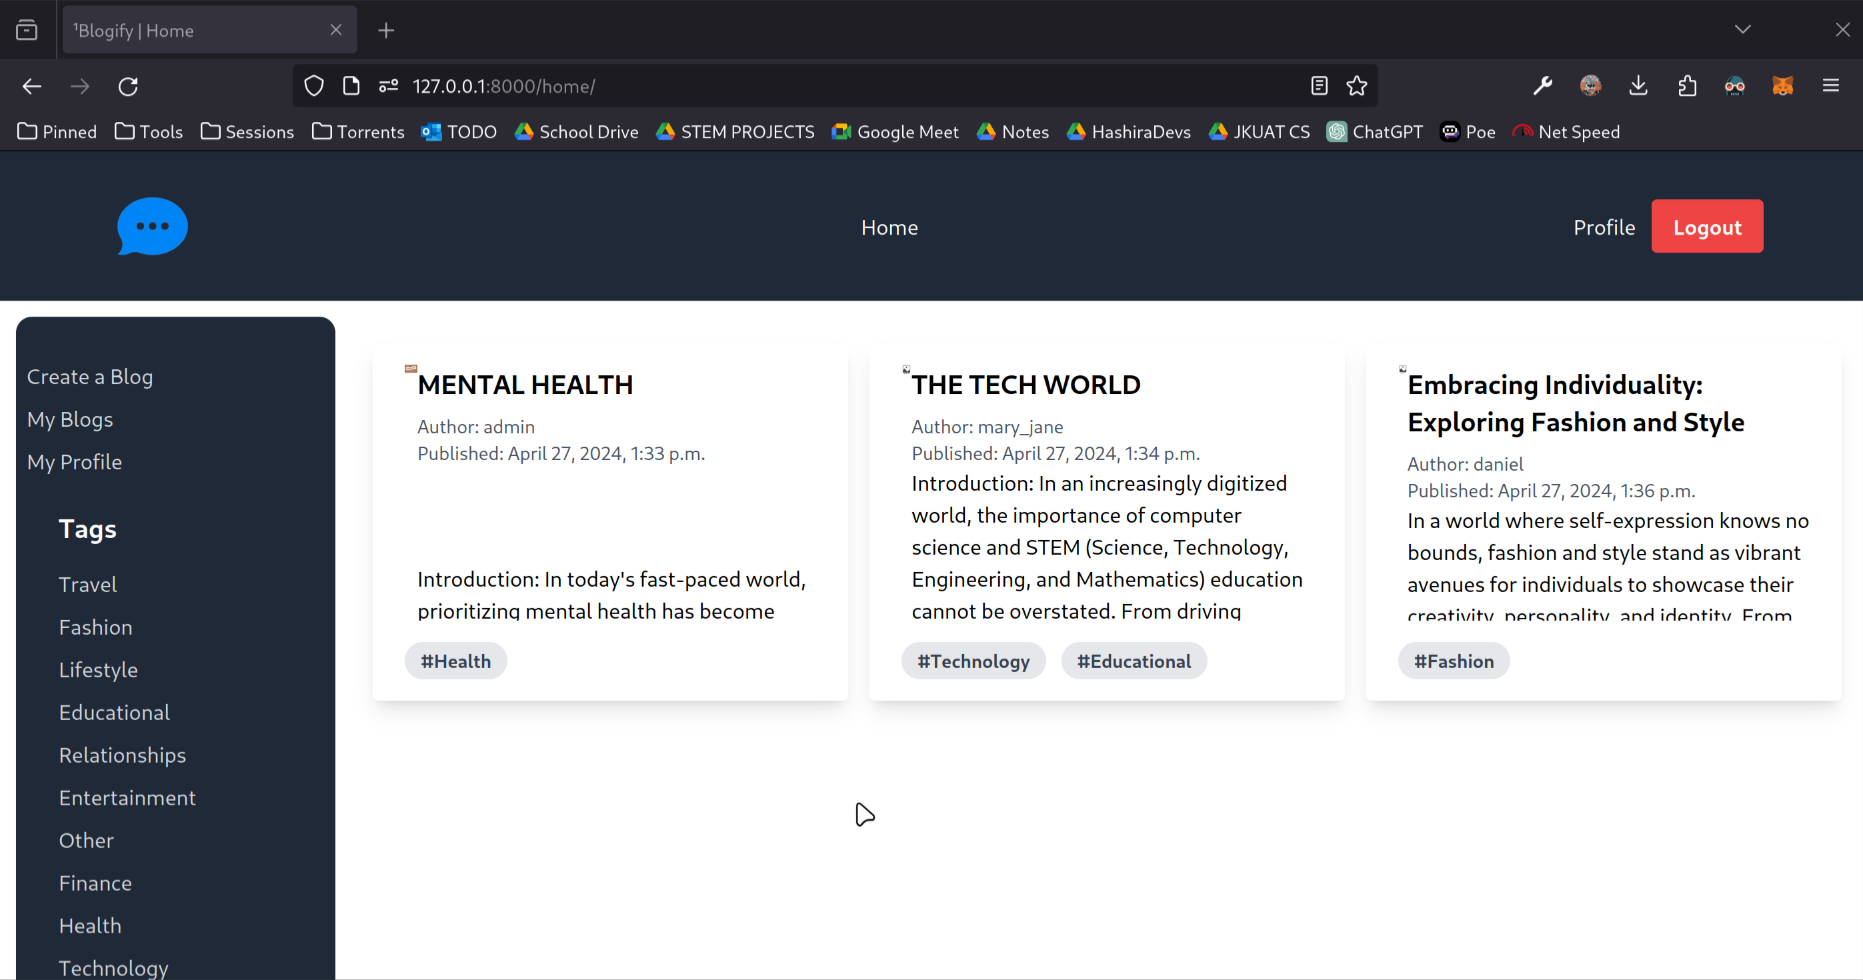 ¹Blogify | Home
127.0.0.1:8000/home/
Pinned Tools Sessions Torrents TODO School Drive STEM PROJECTS Google Meet Notes HashiraDevs JKUAT CS ChatGPT Poe Net Speed
Home
Profile
Logout
Create a Blog
My Blogs
My Profile
Tags
Travel
Fashion
Lifestyle
Educational
Relationships
Entertainment
Other
Finance
Health
Technology
MENTAL HEALTH
Author: admin
Published: April 27, 2024, 1:33 p.m.
Introduction: In today's fast-paced world,
prioritizing mental health has become
#Health
THE TECH WORLD
Author: mary_jane
Published: April 27, 2024, 1:34 p.m.
Introduction: In an increasingly digitized
world, the importance of computer
science and STEM (Science, Technology,
Engineering, and Mathematics) education
cannot be overstated. From driving
#Technology #Educational
Embracing Individuality:
Exploring Fashion and Style
Author: daniel
Published: April 27, 2024, 1:36 p.m.
In a world where self-expression knows no
bounds, fashion and style stand as vibrant
avenues for individuals to showcase their
creativity, personality, and identity. From
#Fashion